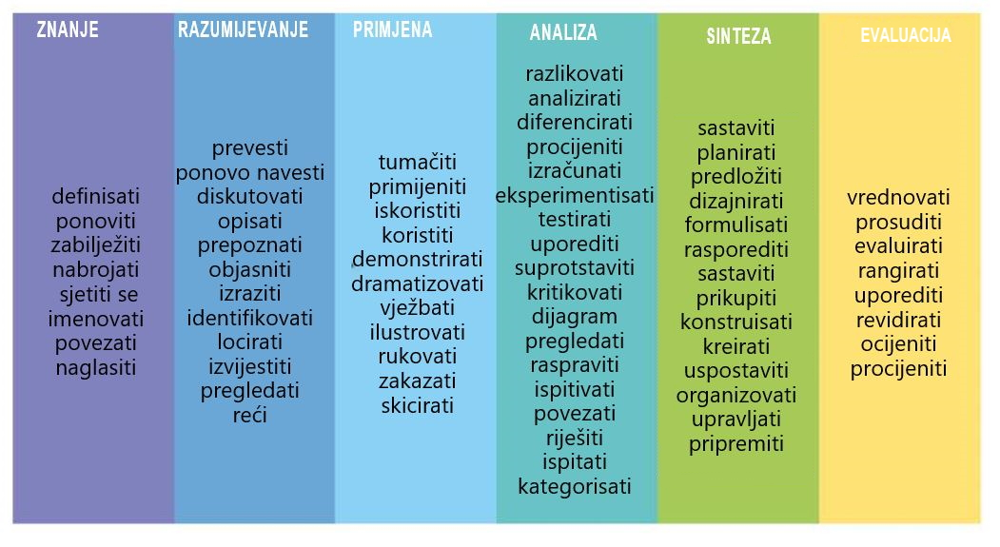 ZNANJE
definisati
ponoviti
zabilježiti
nabrojati
sjetiti se
imenovati
povezati
naglasiti
RAZUMIJEVANJE
prevesti
ponovo navesti
diskutovati
opisati
prepoznati
objasniti
izraziti
identifikovati
locirati
izvijestiti
pregledati
reći
PRIMJENA
tumačiti
primijeniti
iskoristiti
koristiti
demonstrirati
dramatizovati
vježbati
ilustrovati
rukovati
zakazati
skicirati
ANALIZA
razlikovati
analizirati
diferencirati
procijeniti
izračunati
eksperimentisati
testirati
uporediti
suprotstaviti
kritikovati
dijagram
pregledati
raspraviti
ispitivati
povezati
riješiti
ispitati
kategorisati
SINTEZA
sastaviti
planirati
predložiti
dizajnirati
formulisati
rasporediti
sastaviti
prikupiti
konstruisati
kreirati
uspostaviti
organizovati
upravljati
pripremiti
EVALUACIJA
vrednovati
prosuditi
evaluirati
rangirati
uporediti
revidirati
ocijeniti
procijeniti